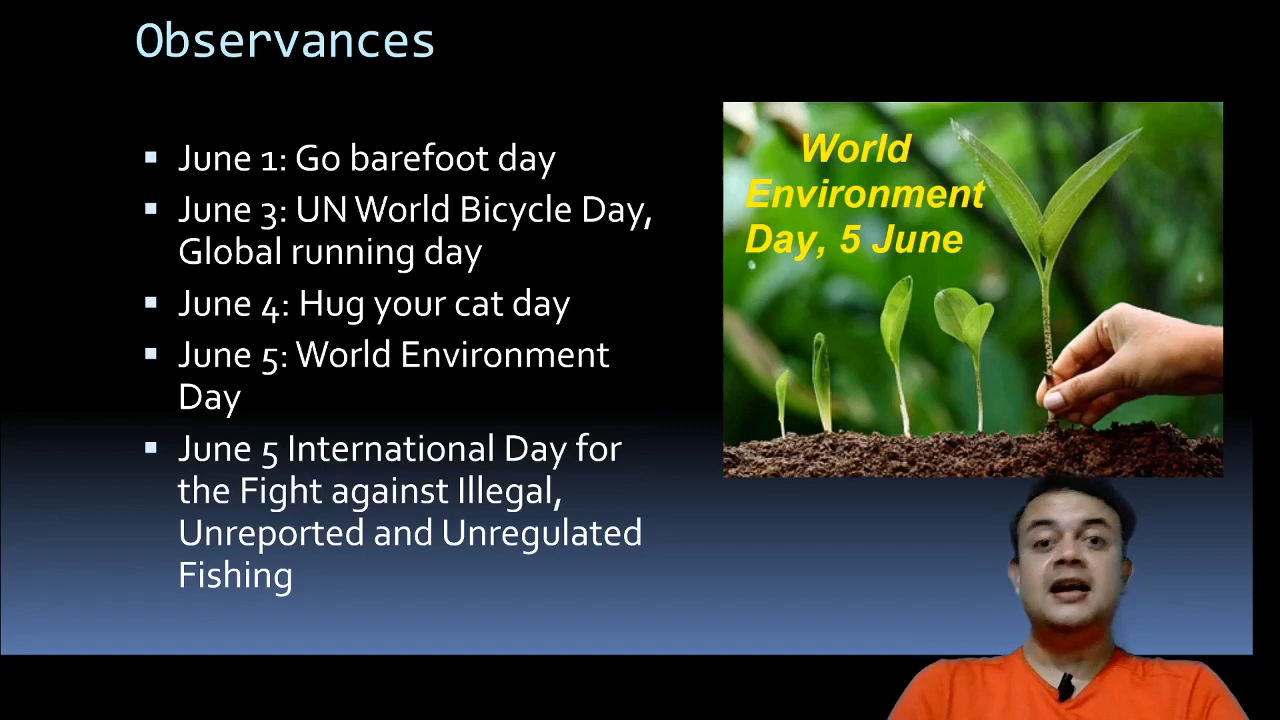 Observances
▪ June 1: Go barefoot day
▪ June 3: UN World Bicycle Day,
Global running day
▪ June 4: Hug your cat day
▪ June 5: World Environment
Day
▪ June 5 International Day for
the Fight against Illegal,
Unreported and Unregulated
Fishing
World
Environment
Day, 5 June